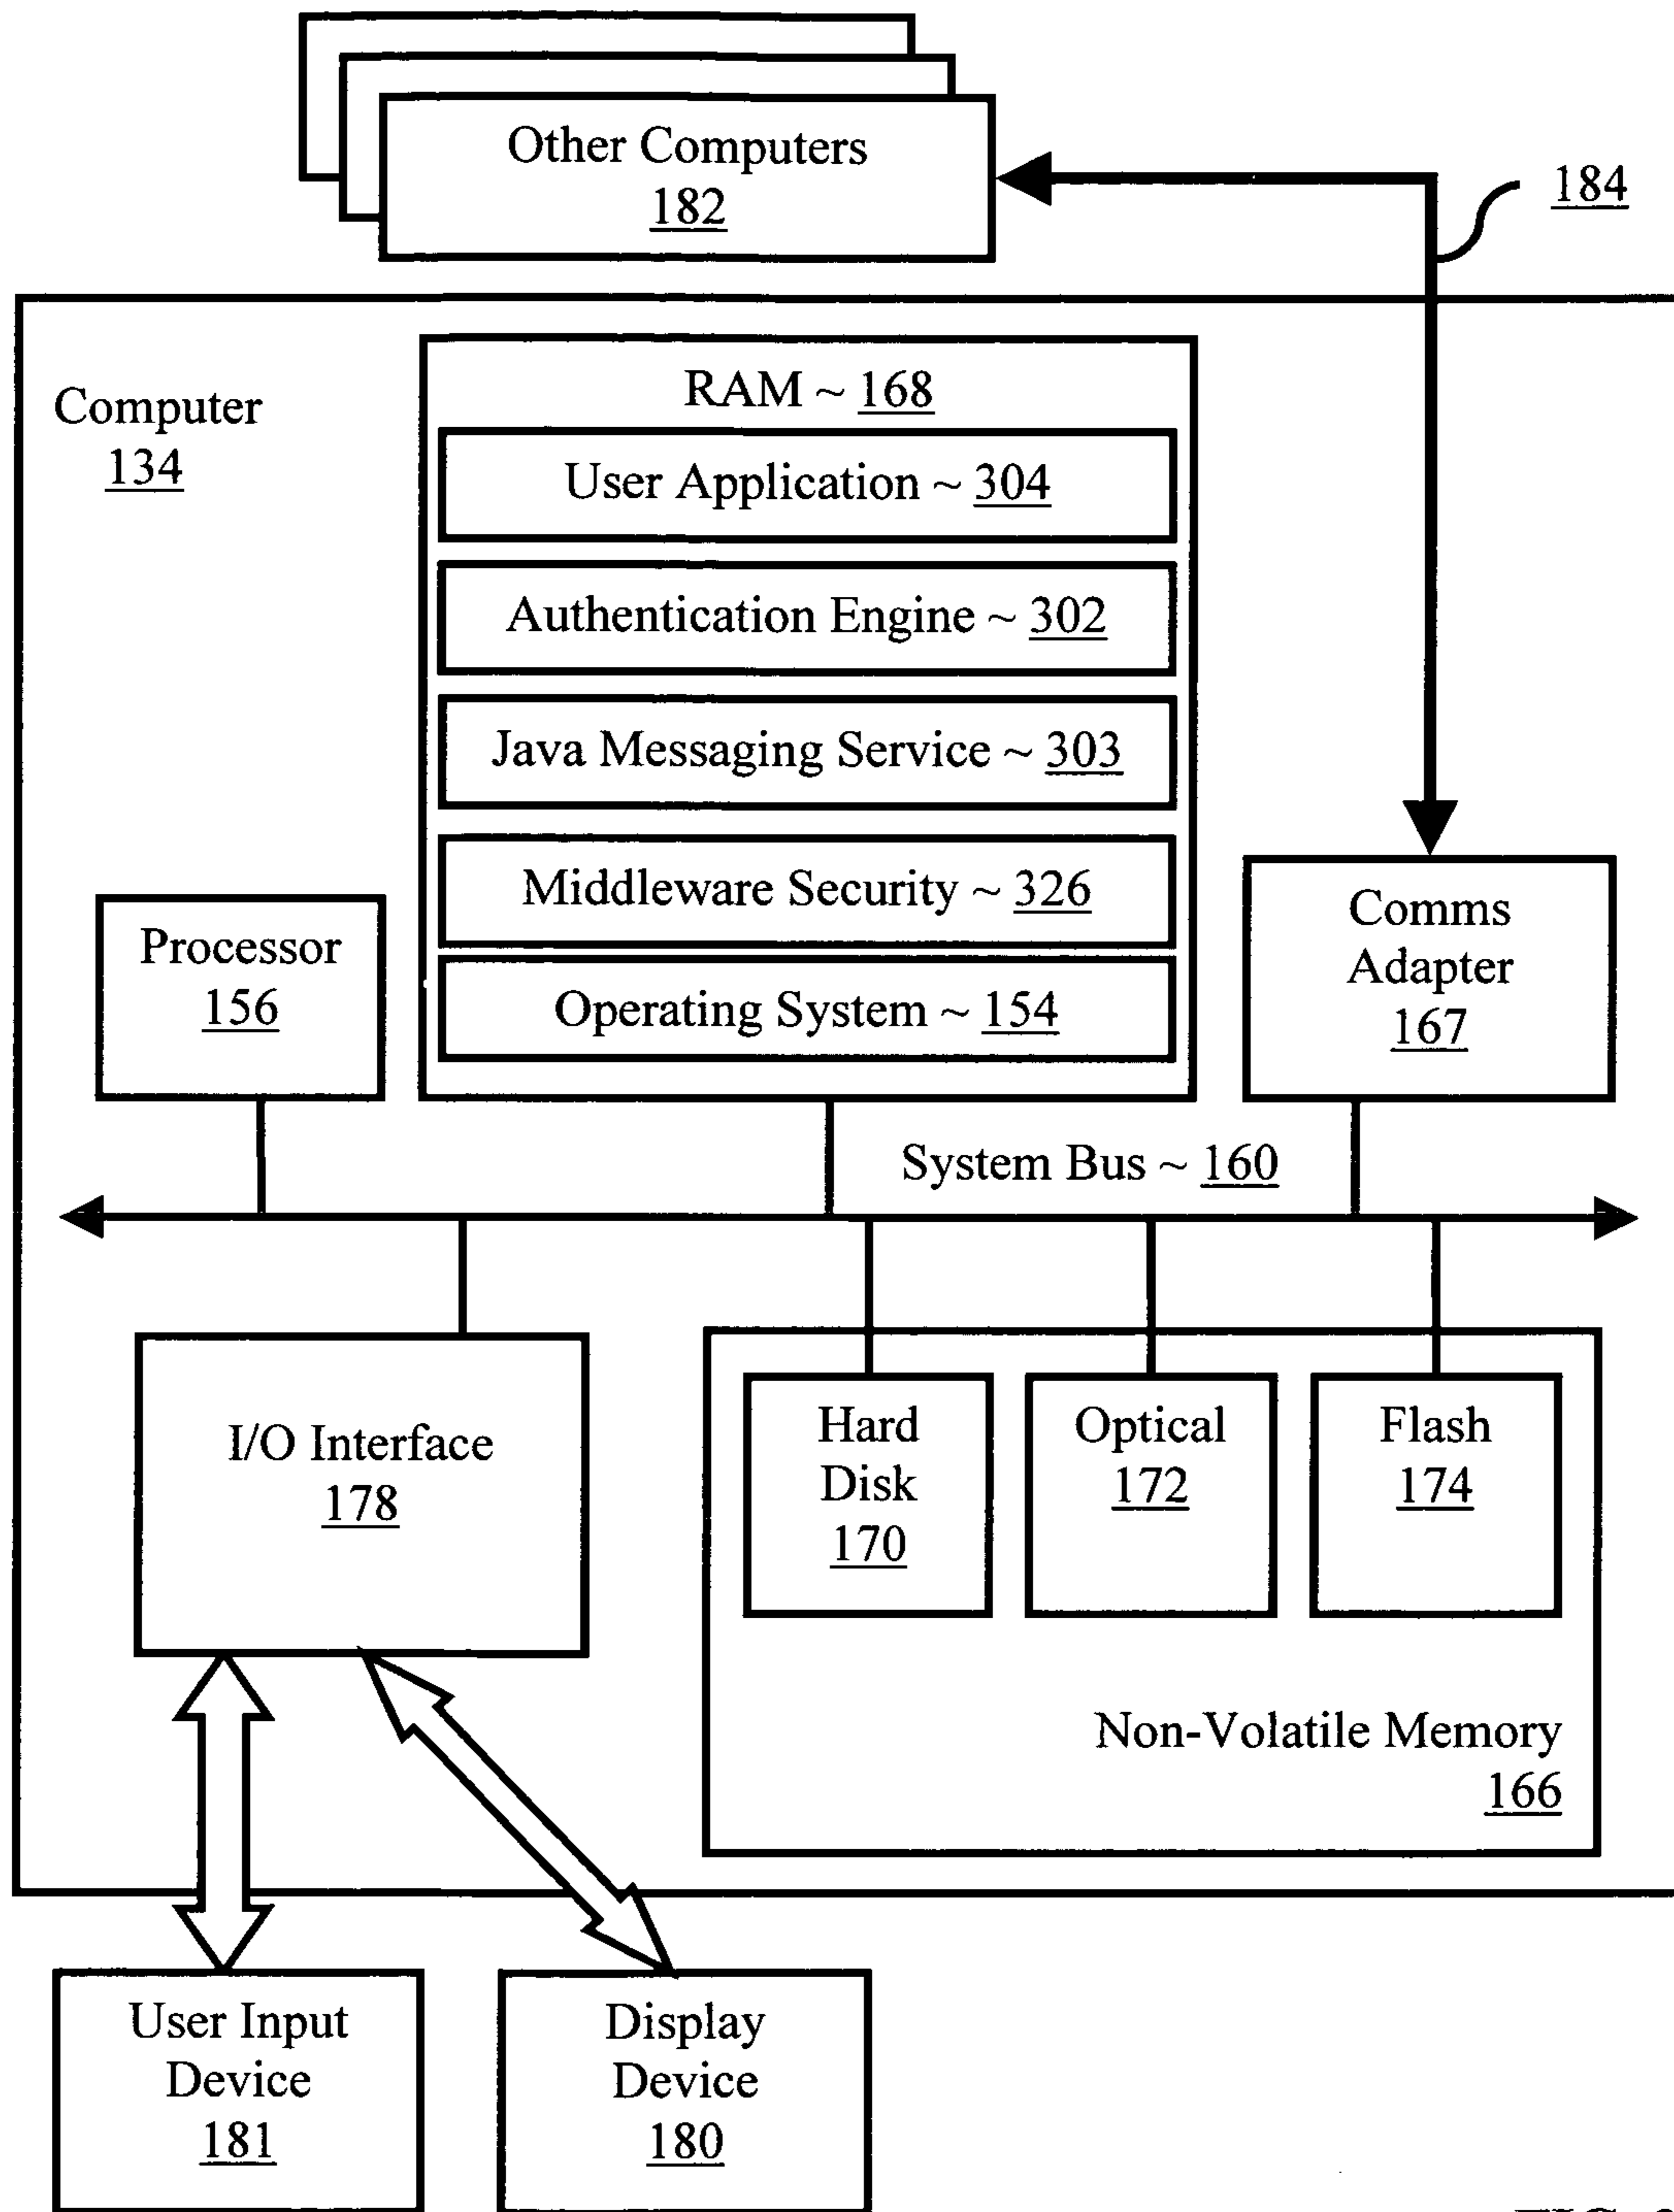 Other Computers
182
184
Computer
134
RAM ~ 168
User Application ~ 304
Authentication Engine ~ 302
Java Messaging Service ~ 303
Middleware Security ~ 326
Operating System ~ 154
Processor
156
Comms
Adapter
167
System Bus ~ 160
I/O Interface
178
Hard
Disk
170
Optical
172
Flash
174
Non-Volatile Memory
166
User Input
Device
181
Display
Device
180